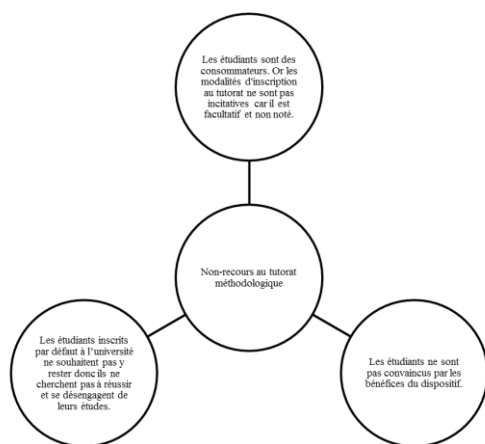 Les étudiants sont des
consommateurs. Or les
modalités d'inscription
au tutorat ne sont pas
incitatives car il est
facultatif et non noté.
Non-recours au tutorat
méthodologique
Les étudiants inscrits
par défaut à l'université
ne souhaitent pas y
rester donc ils ne
cherchent pas à réussir
et se désengagent de
leurs études.
Les étudiants ne sont
pas convaincus par les
bénéfices du dispositif.